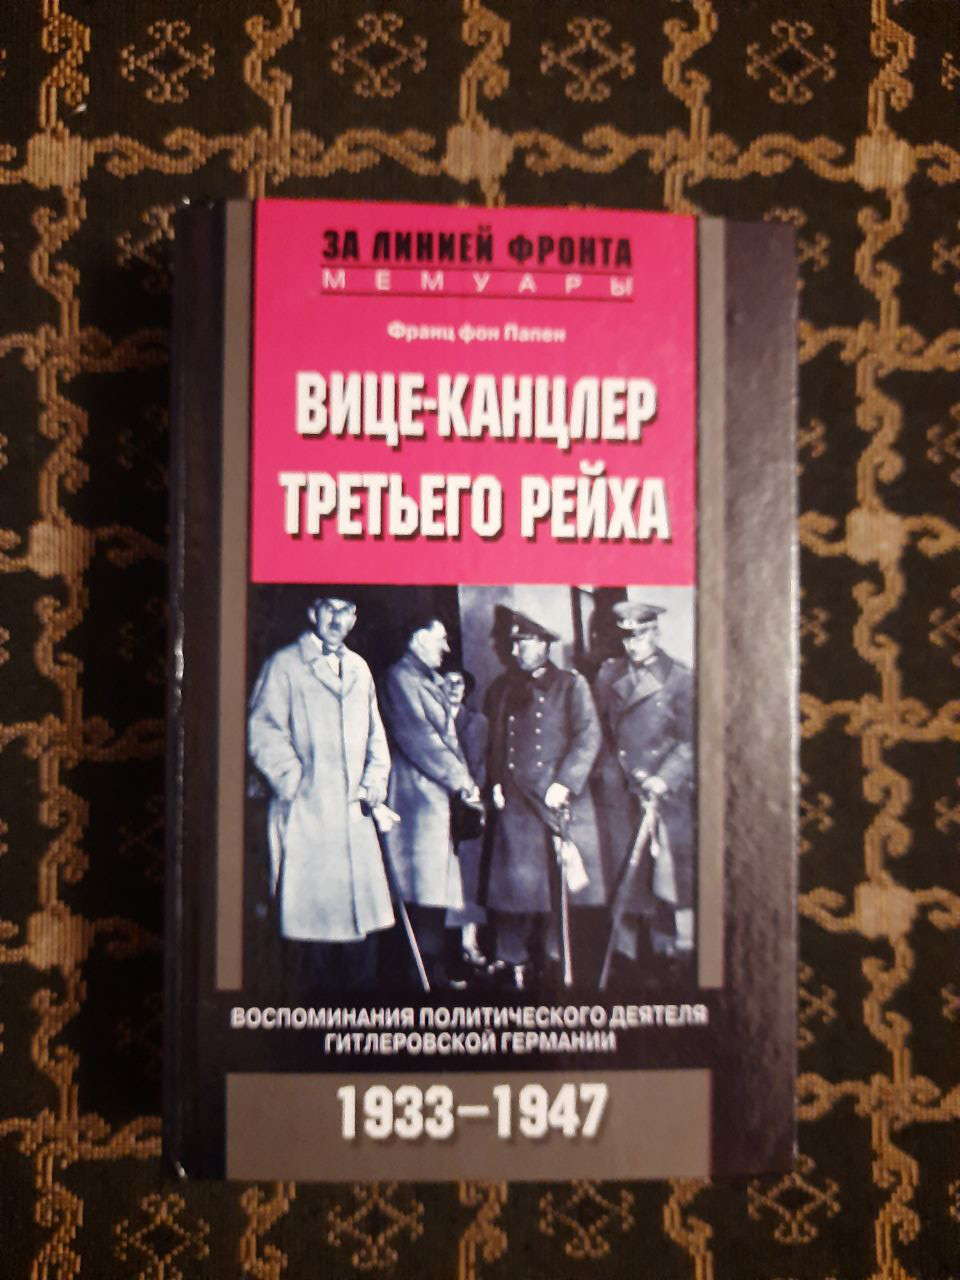 ЗА ЛИНИЕЙ ФРОНТА
МЕМУАРЫ
Франц фон Папен
ВИЦЕ-КАНЦЛЕР
ТРЕТЬЕГО РЕЙХА
ВОСПОМИНАНИЯ ПОЛИТИЧЕСКОГО ДЕЯТЕЛЯ
ГИТЛЕРОВСКОЙ ГЕРМАНИИ
1933–1947